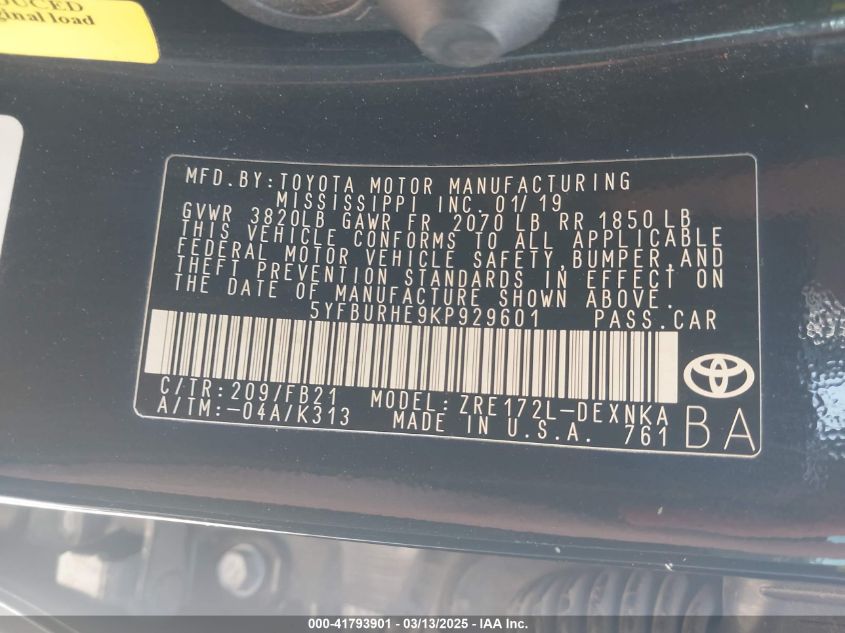 UCED
ginal load
MFD.BY:TOYOTA MOTOR MANUFACTURING
MISSISSIPPI INC. 01/19
GVWR 3820LB GAWR FR 2070 LB RR 1850 LB
THIS VEHICLE CONFORMS TO ALL APPLICABLE
FEDERAL MOTOR VEHICLE SAFETY,BUMPER,AND
THEFT PREVENTION STANDARDS IN EFFECT ON
THE DATE OF MANUFACTURE SHOWN ABOVE.
5YFBURHE9KP929601 PASS.CAR
C/TR:209/FB21 MODEL:ZRE172L-DEXNKA
A/TM:-04A/K313 MADE IN U.S.A. 761 BA
000-41793901 - 03/13/2025 - IAA Inc.